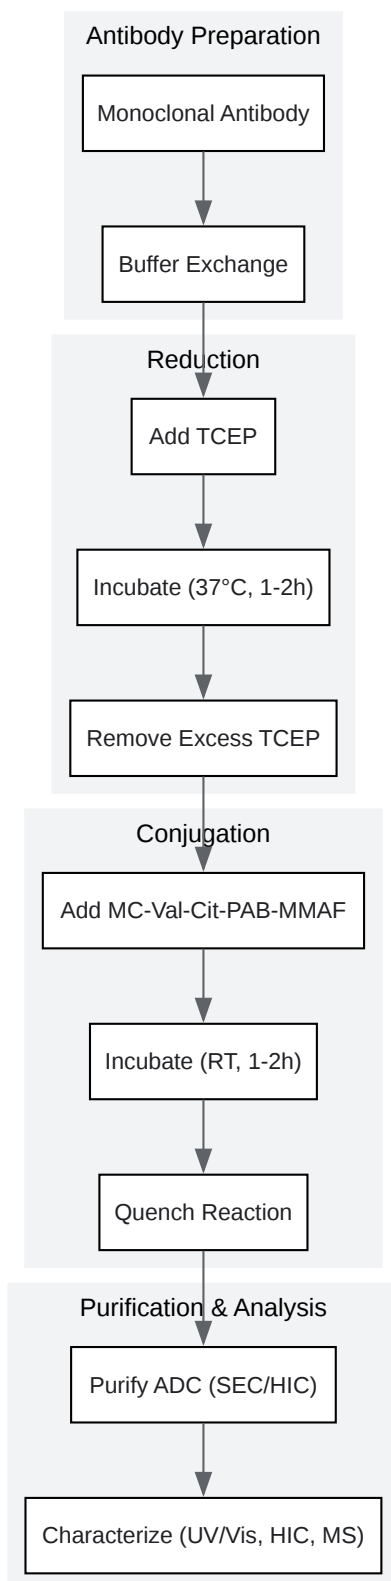 Antibody Preparation
Monoclonal Antibody
Buffer Exchange
Reduction
Add TCEP
Incubate (37°C, 1-2h)
Remove Excess TCEP
Conjugation
Add MC-Val-Cit-PAB-MMAF
Incubate (RT, 1-2h)
Quench Reaction
Purification & Analysis
Purify ADC (SEC/HIC)
Characterize (UV/Vis, HIC, MS)